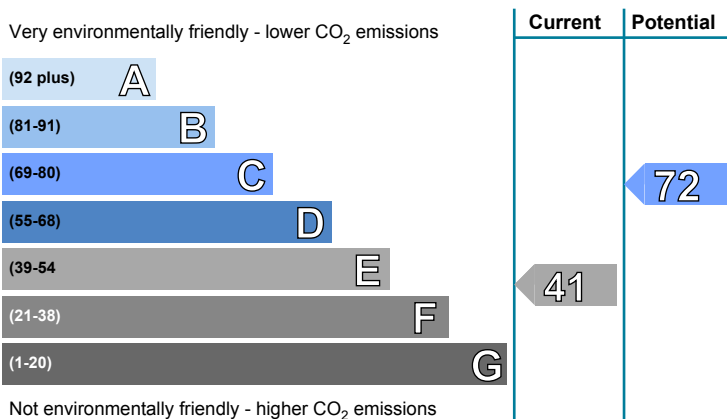 Very environmentally friendly - lower CO2 emissions
Current
Potential
(92 plus) A
(81-91) B
(69-80) C
72
(55-68) D
(39-54 E
41
(21-38) F
(1-20) G
Not environmentally friendly - higher CO2 emissions